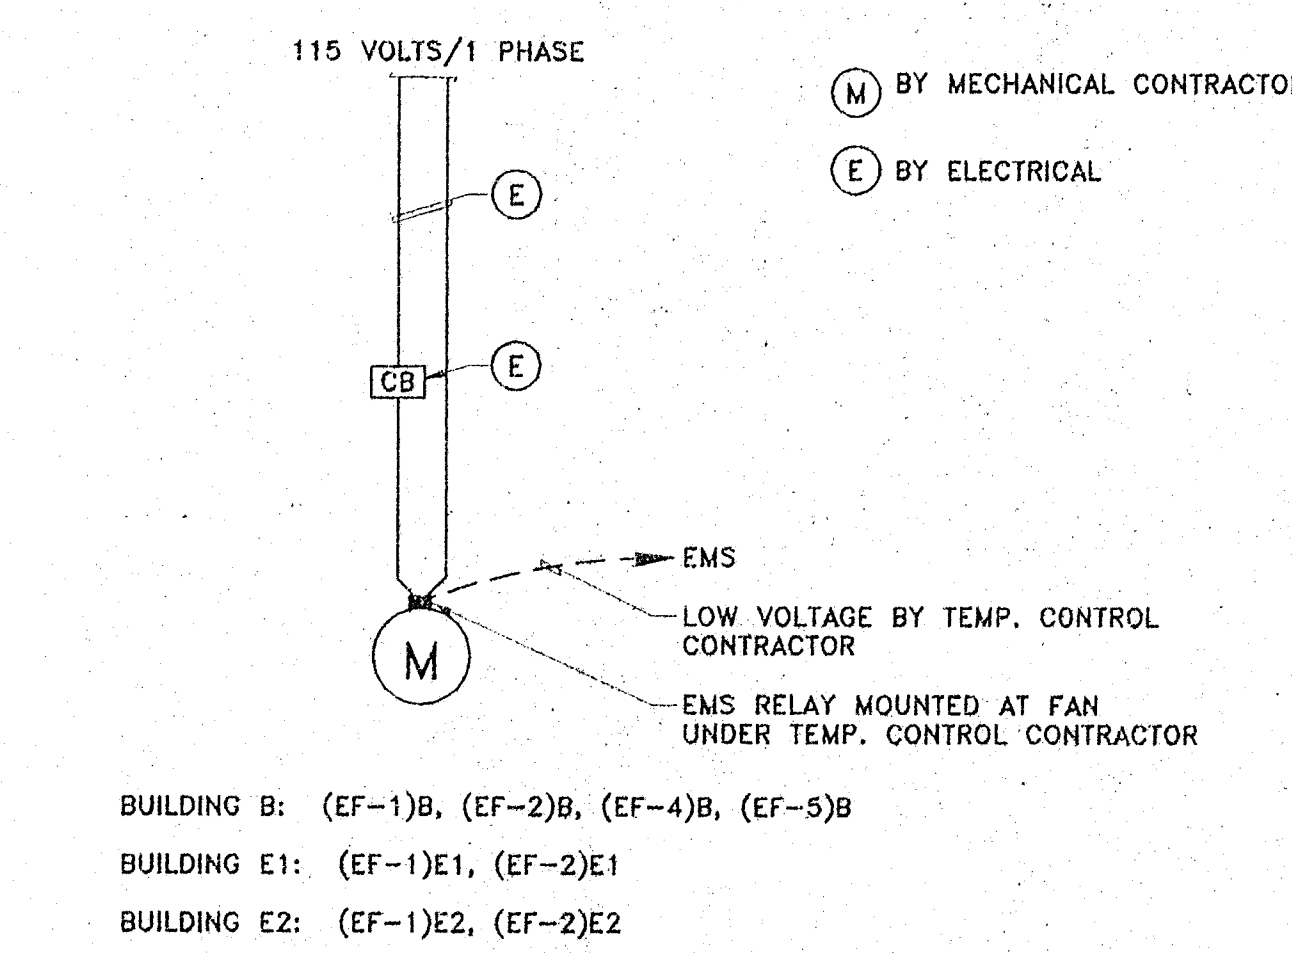 115 VOLTS/1 PHASE
M BY MECHANICAL CONTRACTO
E BY ELECTRICAL
E
E
CB
EMS
LOW VOLTAGE BY TEMP. CONTROL
CONTRACTOR
M
EMS RELAY MOUNTED AT FAN
UNDER TEMP. CONTROL CONTRACTOR
BUILDING B: (EF-1)B, (EF-2)B, (EF-4)B, (EF-5)B
BUILDING E1: (EF-1)E1, (EF-2)E1
BUILDING E2: (EF-1)E2, (EF-2)E2